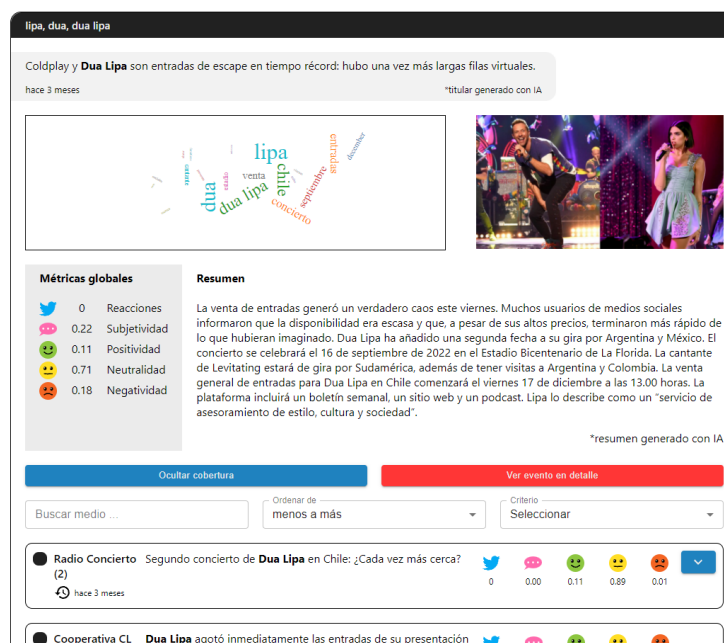 lipa, dua, dua lipa
Coldplay y Dua Lipa son entradas de escape en tiempo récord: hubo una vez más largas filas virtuales.
hace 3 meses
*titular generado con IA
lipa
entradas
december
venta
chile
dua
dua lipa
septiembre
concierto
estadio
Métricas globales
0 Reacciones
0.22 Subjetividad
0.11 Positividad
0.71 Neutralidad
0.18 Negatividad
Resumen
La venta de entradas generó un verdadero caos este viernes. Muchos usuarios de medios sociales
informaron que la disponibilidad era escasa y que, a pesar de sus altos precios, terminaron más rápido de
lo que hubieran imaginado. Dua Lipa ha añadido una segunda fecha a su gira por Argentina y México. El
concierto se celebrará el 16 de septiembre de 2022 en el Estadio Bicentenario de La Florida. La cantante
de Levitating estará de gira por Sudamérica, además de tener visitas a Argentina y Colombia. La venta
general de entradas para Dua Lipa en Chile comenzará el viernes 17 de diciembre a las 13.00 horas. La
plataforma incluirá un boletín semanal, un sitio web y un podcast. Lipa lo describe como un “servicio de
asesoramiento de estilo, cultura y sociedad”.
*resumen generado con IA
Ocultar cobertura
Ver evento en detalle
Buscar medio ...
Ordenar de
menos a más
Criterio
Seleccionar
Radio Concierto
(2)
hace 3 meses
Segundo concierto de Dua Lipa en Chile: ¿Cada vez más cerca?
0 0.00 0.11 0.89 0.01
Cooperativa CL
Dua Lipa agotó inmediatamente las entradas de su presentación